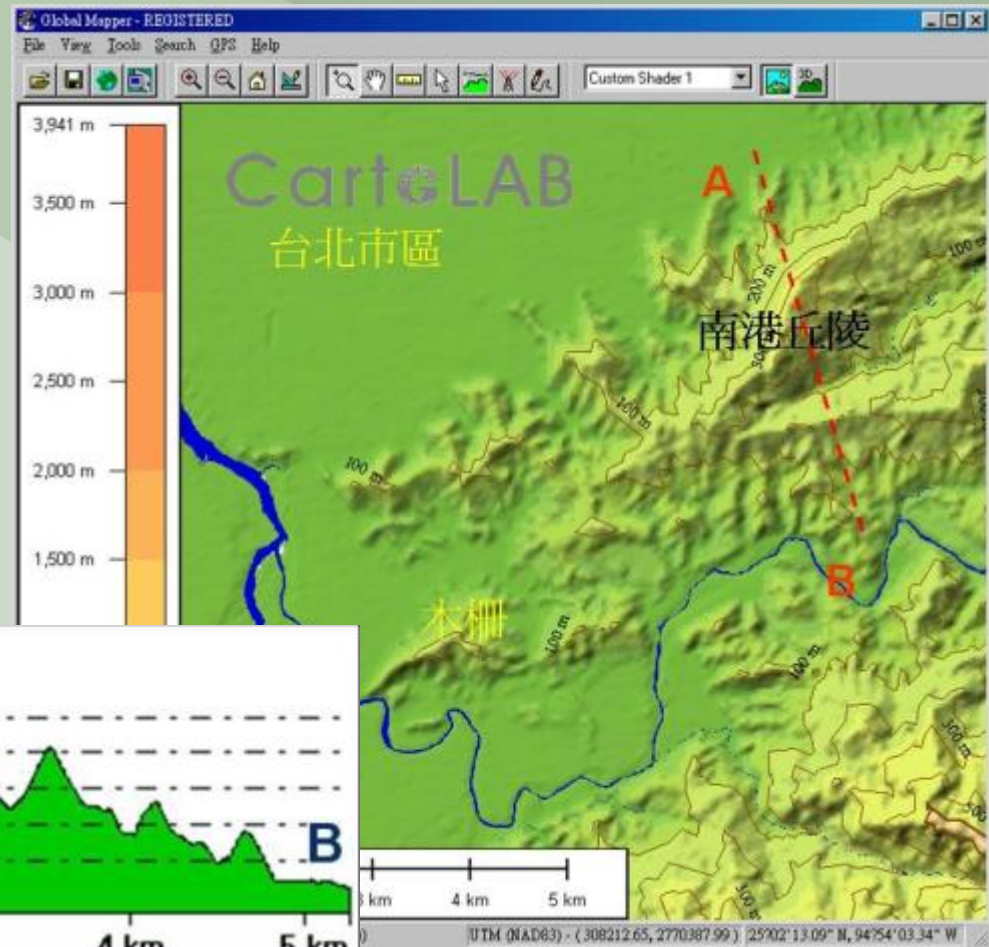 Global Mapper - REGISTERED
File View Tools Search GPS Help
Custom Shader 1
3D
3,941 m
3,500 m
3,000 m
2,500 m
2,000 m
1,500 m
CartoLAB
台北市區
A
100 m
200 m
南港丘陵
100 m
100 m
B
木柵
100 m
100 m
300 m
4 km 5 km
UTM (NAD83) - ( 308212.65, 2770387.99 ) 25°02'13.09" N, 94°54'03.34" W
B
4 km 5 km